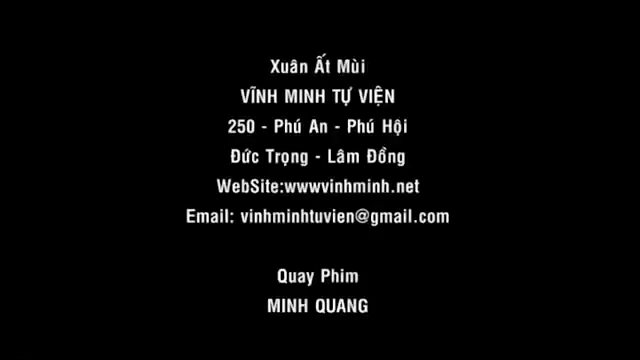 Xuân Ất Mùi
VĨNH MINH TỰ VIỆN
250 - Phú An - Phú Hội
Đức Trọng - Lâm Đồng
WebSite:wwwvinhminh.net
Email: vinhminhtuvien@gmail.com
Quay Phim
MINH QUANG